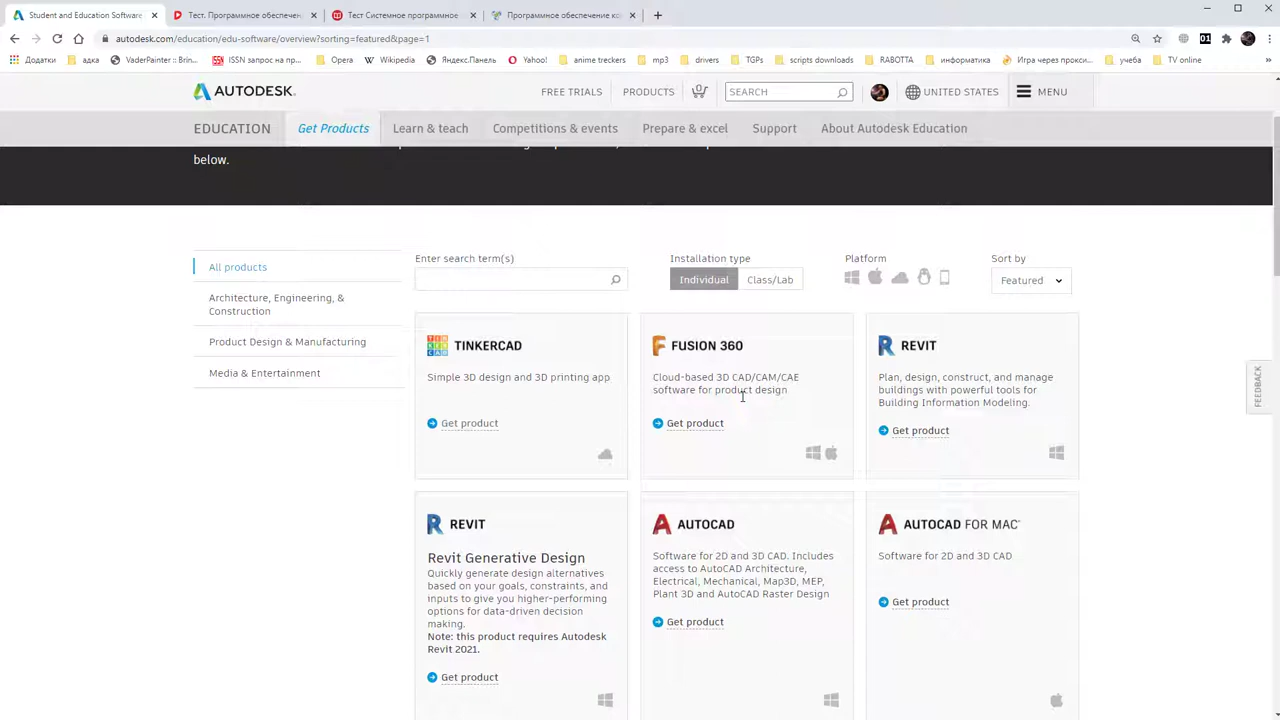 Student and Education Software
Тест. Програмное обеспечен
Тест Системное программное
Программное обеспечение ко
autodesk.com/education/edu-software/overview?sorting=featured&page=1
Додатки
адка
VaderPainter :: Brin...
ISSN запрос на пр...
Opera
Wikipedia
Яндекс.Панель
Yahoo!
anime treckers
mp3
drivers
TGPs
scripts downloads
RABOTTA
информатика
Игра через прокси...
учеба
TV online
AUTODESK.
FREE TRIALS
PRODUCTS
SEARCH
UNITED STATES
MENU
EDUCATION
Get Products
Learn & teach
Competitions & events
Prepare & excel
Support
About Autodesk Education
below.
All products
Architecture, Engineering, &
Construction
Product Design & Manufacturing
Media & Entertainment
Enter search term(s)
Installation type
Individual
Class/Lab
Platform
Sort by
Featured
TINKERCAD
Simple 3D design and 3D printing app
Get product
FUSION 360
Cloud-based 3D CAD/CAM/CAE
software for product design
Get product
REVIT
Plan, design, construct, and manage
buildings with powerful tools for
Building Information Modeling.
Get product
REVIT
Revit Generative Design
Quickly generate design alternatives
based on your goals, constraints, and
inputs to give you higher-performing
options for data-driven decision
making.
Note: this product requires Autodesk
Revit 2021.
Get product
AUTOCAD
Software for 2D and 3D CAD. Includes
access to AutoCAD Architecture,
Electrical, Mechanical, Map3D, MEP,
Plant 3D and AutoCAD Raster Design
Get product
AUTOCAD FOR MAC
Software for 2D and 3D CAD
Get product
FEEDBACK